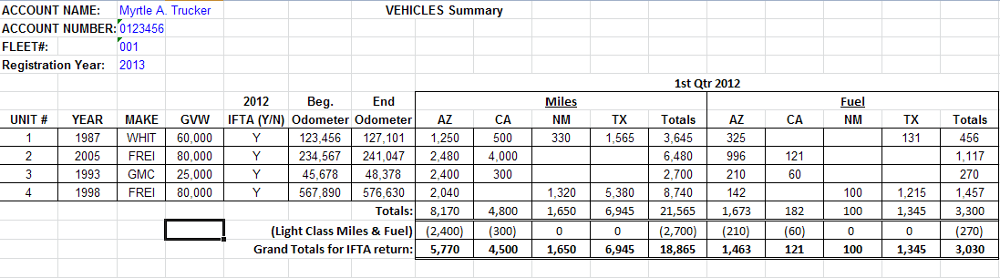 ACCOUNT NAME: Myrtle A. Trucker VEHICLES Summary
ACCOUNT NUMBER: 0123456
FLEET#: 001
Registration Year: 2013
1st Qtr 2012
2012 Beg. End Miles Fuel
UNIT # YEAR MAKE GVW IFTA (Y/N) Odometer Odometer AZ CA NM TX Totals AZ CA NM TX Totals
1 1987 WHIT 60,000 Y 123,456 127,101 1,250 500 330 1,565 3,645 325 131 456
2 2005 FREI 80,000 Y 234,567 241,047 2,480 4,000 6,480 996 121 1,117
3 1993 GMC 25,000 Y 45,678 48,378 2,400 300 2,700 210 60 270
4 1998 FREI 80,000 Y 567,890 576,630 2,040 1,320 5,380 8,740 142 100 1,215 1,457
Totals: 8,170 4,800 1,650 6,945 21,565 1,673 182 100 1,345 3,300
(Light Class Miles & Fuel) (2,400) (300) 0 0 (2,700) (210) (60) 0 0 (270)
Grand Totals for IFTA return: 5,770 4,500 1,650 6,945 18,865 1,463 121 100 1,345 3,030